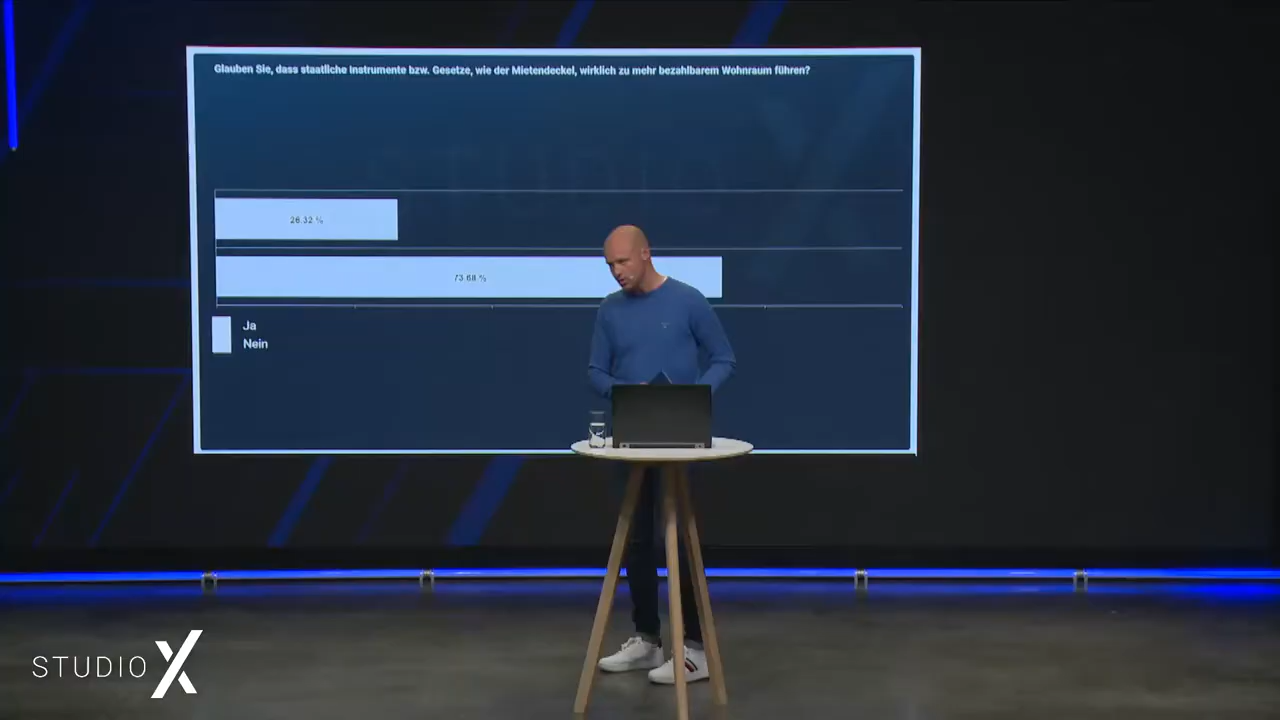 Glauben Sie, dass staatliche Instrumente bzw. Gesetze, wie der Mietendeckel, wirklich zu mehr bezahlbarem Wohnraum führen?
26.32 %
73.68 %
Ja
Nein
STUDIO X